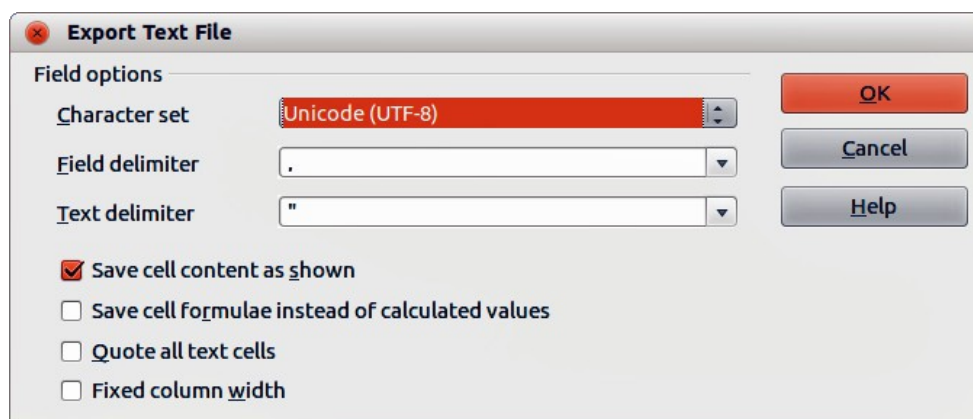 Export Text File
Field options
Character set
Unicode (UTF-8)
OK
Field delimiter
,
Cancel
Text delimiter
"
Help
Save cell content as shown
Save cell formulae instead of calculated values
Quote all text cells
Fixed column width